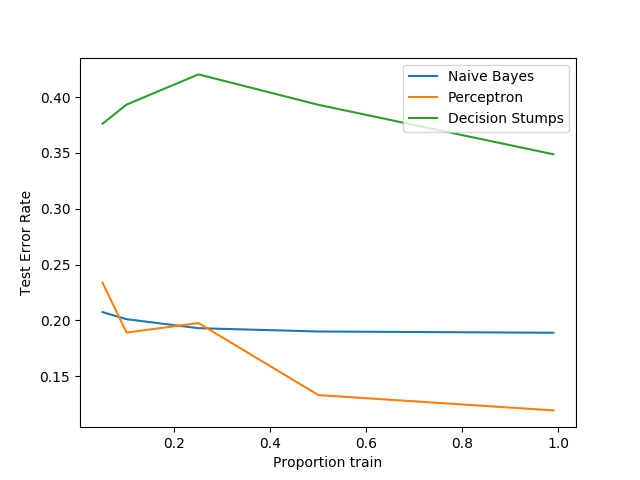 Naive Bayes
Perceptron
Decision Stumps
0.40
0.35
0.30
0.25
0.20
0.15
Test Error Rate
0.2
0.4
0.6
0.8
1.0
Proportion train